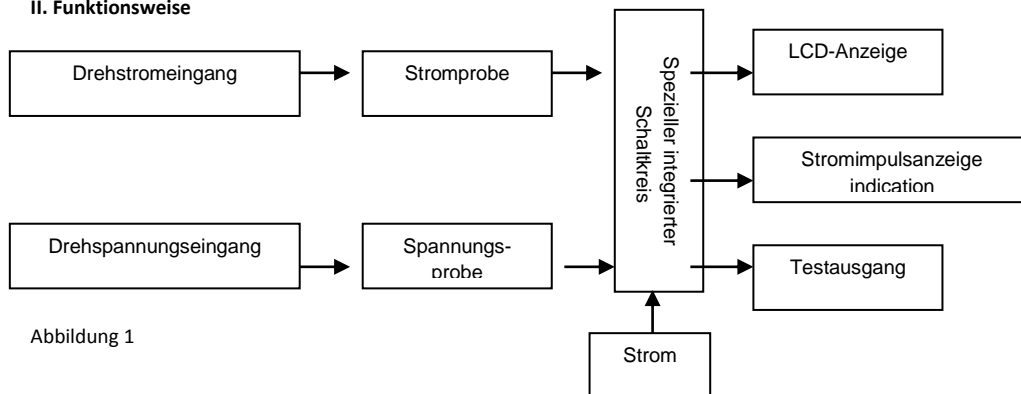 II. Funktionsweise
Drehstromeingang
Stromprobe
Spezieller integrierter
Schaltkreis
LCD-Anzeige
Stromimpulsanzeige
indication
Drehspannungseingang
Spannungs-
probe
Testausgang
Abbildung 1
Strom